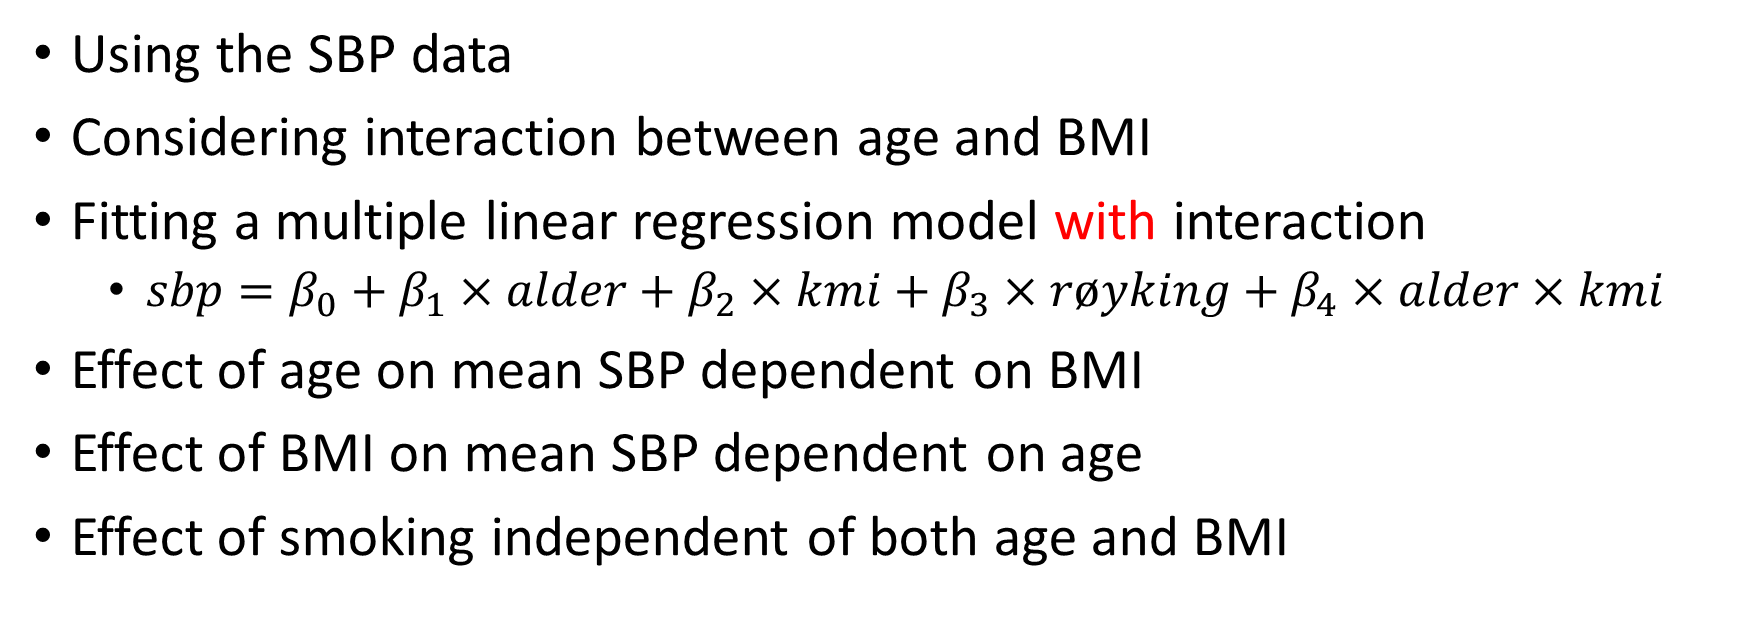 • Using the SBP data
• Considering interaction between age and BMI
• Fitting a multiple linear regression model with interaction
• sbp = β₀ + β₁ × alder + β₂ × kmi + β₃ × røyking + β₄ × alder × kmi
• Effect of age on mean SBP dependent on BMI
• Effect of BMI on mean SBP dependent on age
• Effect of smoking independent of both age and BMI